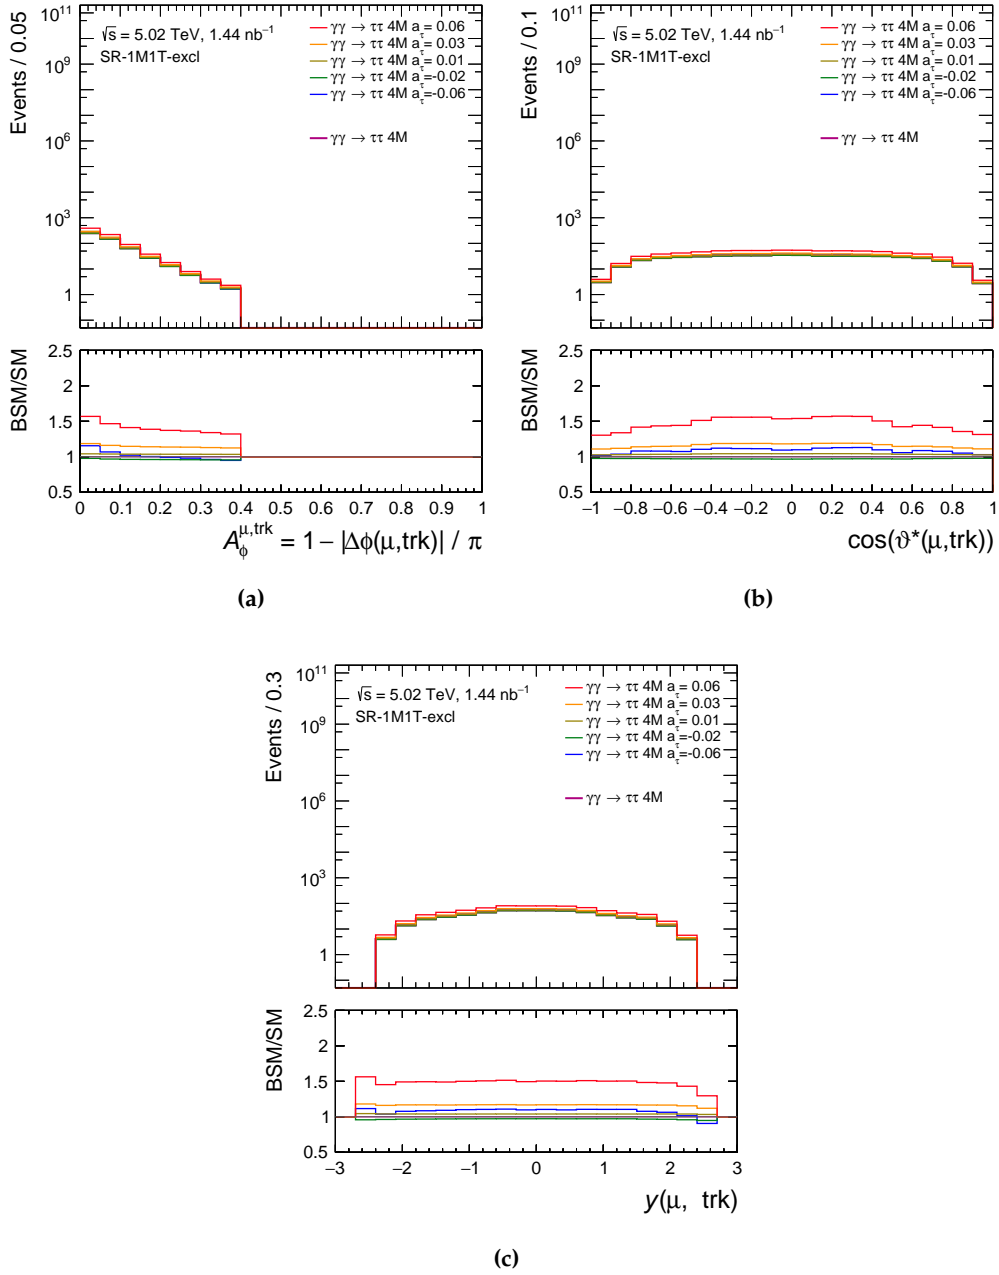 Events / 0.05
10^11
10^9
10^6
10^3
1
√s = 5.02 TeV, 1.44 nb^−1
SR-1M1T-excl
γγ → ττ 4M a_τ = 0.06
γγ → ττ 4M a_τ = 0.03
γγ → ττ 4M a_τ = 0.01
γγ → ττ 4M a_τ =-0.02
γγ → ττ 4M a_τ =-0.06
γγ → ττ 4M
BSM/SM
2.5
2
1.5
1
0.5
0 0.1 0.2 0.3 0.4 0.5 0.6 0.7 0.8 0.9 1
A_ϕ^μ,trk = 1 − |Δϕ(μ,trk)| / π
(a)
Events / 0.1
10^11
10^9
10^6
10^3
1
√s = 5.02 TeV, 1.44 nb^−1
SR-1M1T-excl
γγ → ττ 4M a_τ = 0.06
γγ → ττ 4M a_τ = 0.03
γγ → ττ 4M a_τ = 0.01
γγ → ττ 4M a_τ =-0.02
γγ → ττ 4M a_τ =-0.06
γγ → ττ 4M
BSM/SM
2.5
2
1.5
1
0.5
−1 −0.8 −0.6 −0.4 −0.2 0 0.2 0.4 0.6 0.8 1
cos(ϑ*(μ,trk))
(b)
Events / 0.3
10^11
10^9
10^6
10^3
1
√s = 5.02 TeV, 1.44 nb^−1
SR-1M1T-excl
γγ → ττ 4M a_τ = 0.06
γγ → ττ 4M a_τ = 0.03
γγ → ττ 4M a_τ = 0.01
γγ → ττ 4M a_τ =-0.02
γγ → ττ 4M a_τ =-0.06
γγ → ττ 4M
BSM/SM
2.5
2
1.5
1
0.5
−3 −2 −1 0 1 2 3
y(μ, trk)
(c)